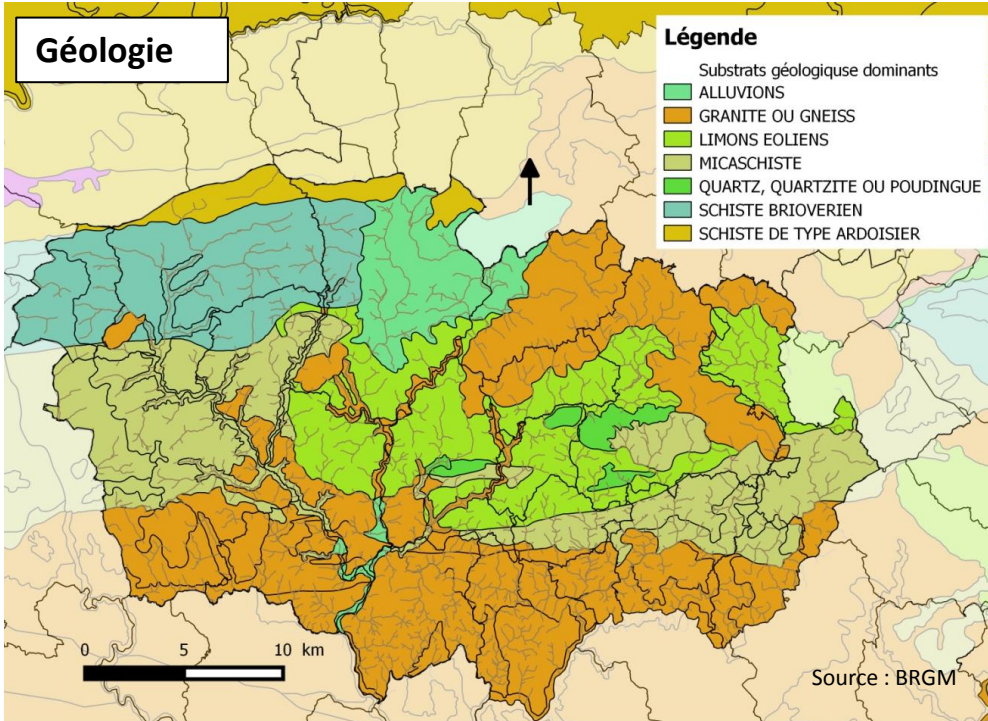 Géologie
Légende
Substrats géologiquse dominants
ALLUVIONS
GRANITE OU GNEISS
LIMONS EOLIENS
MICASCHISTE
QUARTZ, QUARTZITE OU POUDINGUE
SCHISTE BRIOVERIEN
SCHISTE DE TYPE ARDOISIER
0 5 10 km
Source : BRGM